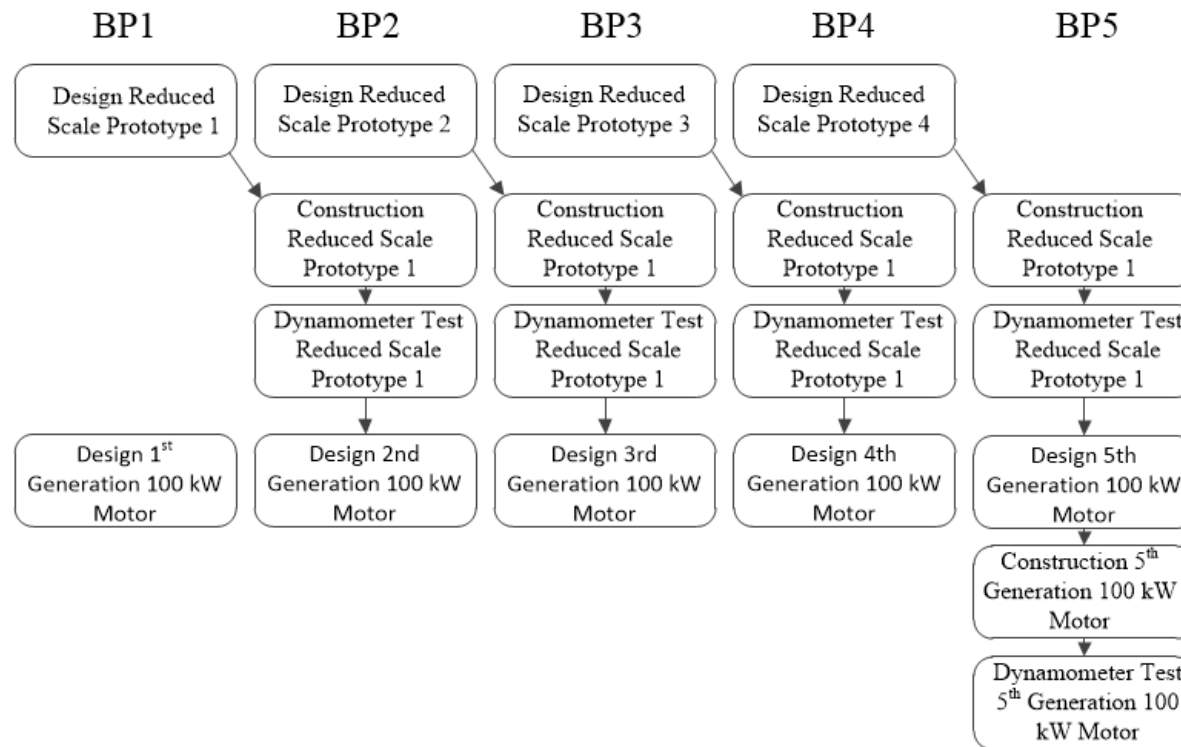 BP1
BP2
BP3
BP4
BP5
Design Reduced
Scale Prototype 1
Design Reduced
Scale Prototype 2
Design Reduced
Scale Prototype 3
Design Reduced
Scale Prototype 4
Construction
Reduced Scale
Prototype 1
Construction
Reduced Scale
Prototype 1
Construction
Reduced Scale
Prototype 1
Construction
Reduced Scale
Prototype 1
Dynamometer Test
Reduced Scale
Prototype 1
Dynamometer Test
Reduced Scale
Prototype 1
Dynamometer Test
Reduced Scale
Prototype 1
Dynamometer Test
Reduced Scale
Prototype 1
Design 1st
Generation 100 kW
Motor
Design 2nd
Generation 100 kW
Motor
Design 3rd
Generation 100 kW
Motor
Design 4th
Generation 100 kW
Motor
Design 5th
Generation 100 kW
Motor
Construction 5th
Generation 100 kW
Motor
Dynamometer Test
5th Generation 100
kW Motor